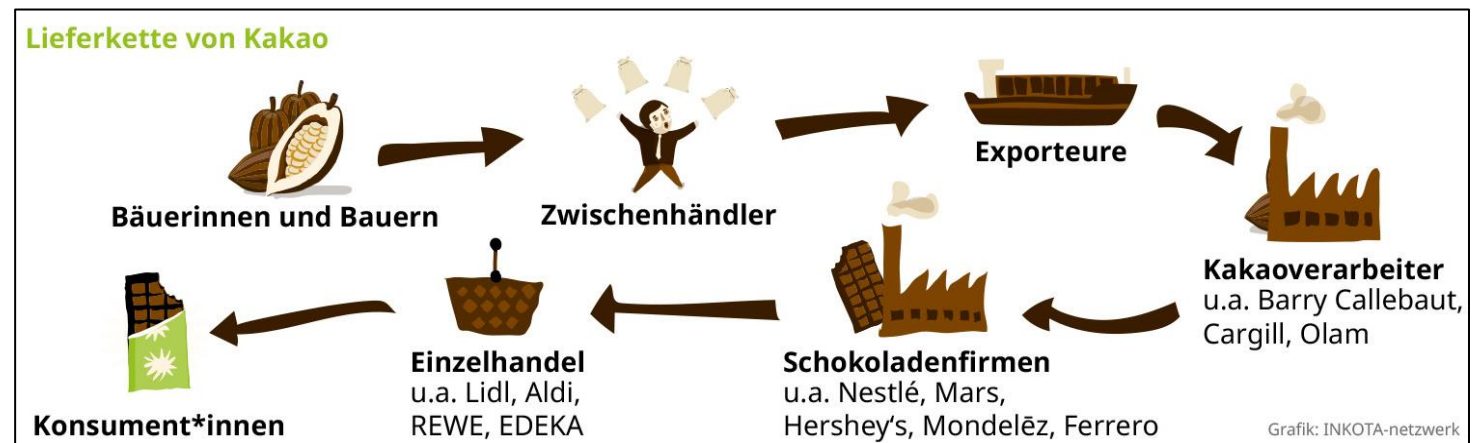 Lieferkette von Kakao
Bäuerinnen und Bauern
Zwischenhändler
Exporteure
Kakaoverarbeiter
u.a. Barry Callebaut,
Cargill, Olam
Schokoladenfirmen
u.a. Nestlé, Mars,
Hershey‘s, Mondelēz, Ferrero
Einzelhandel
u.a. Lidl, Aldi,
REWE, EDEKA
Konsument*innen
Grafik: INKOTA-netzwerk